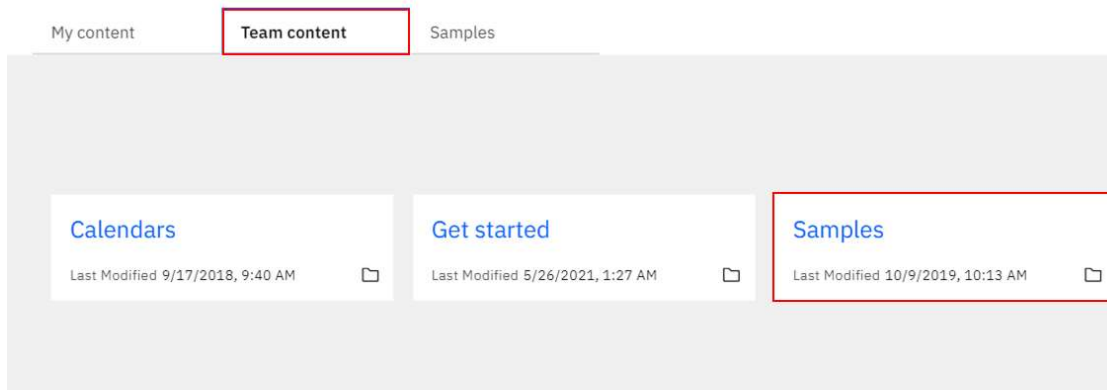 My content Team content Samples
Calendars Get started Samples
Last Modified 9/17/2018, 9:40 AM Last Modified 5/26/2021, 1:27 AM Last Modified 10/9/2019, 10:13 AM